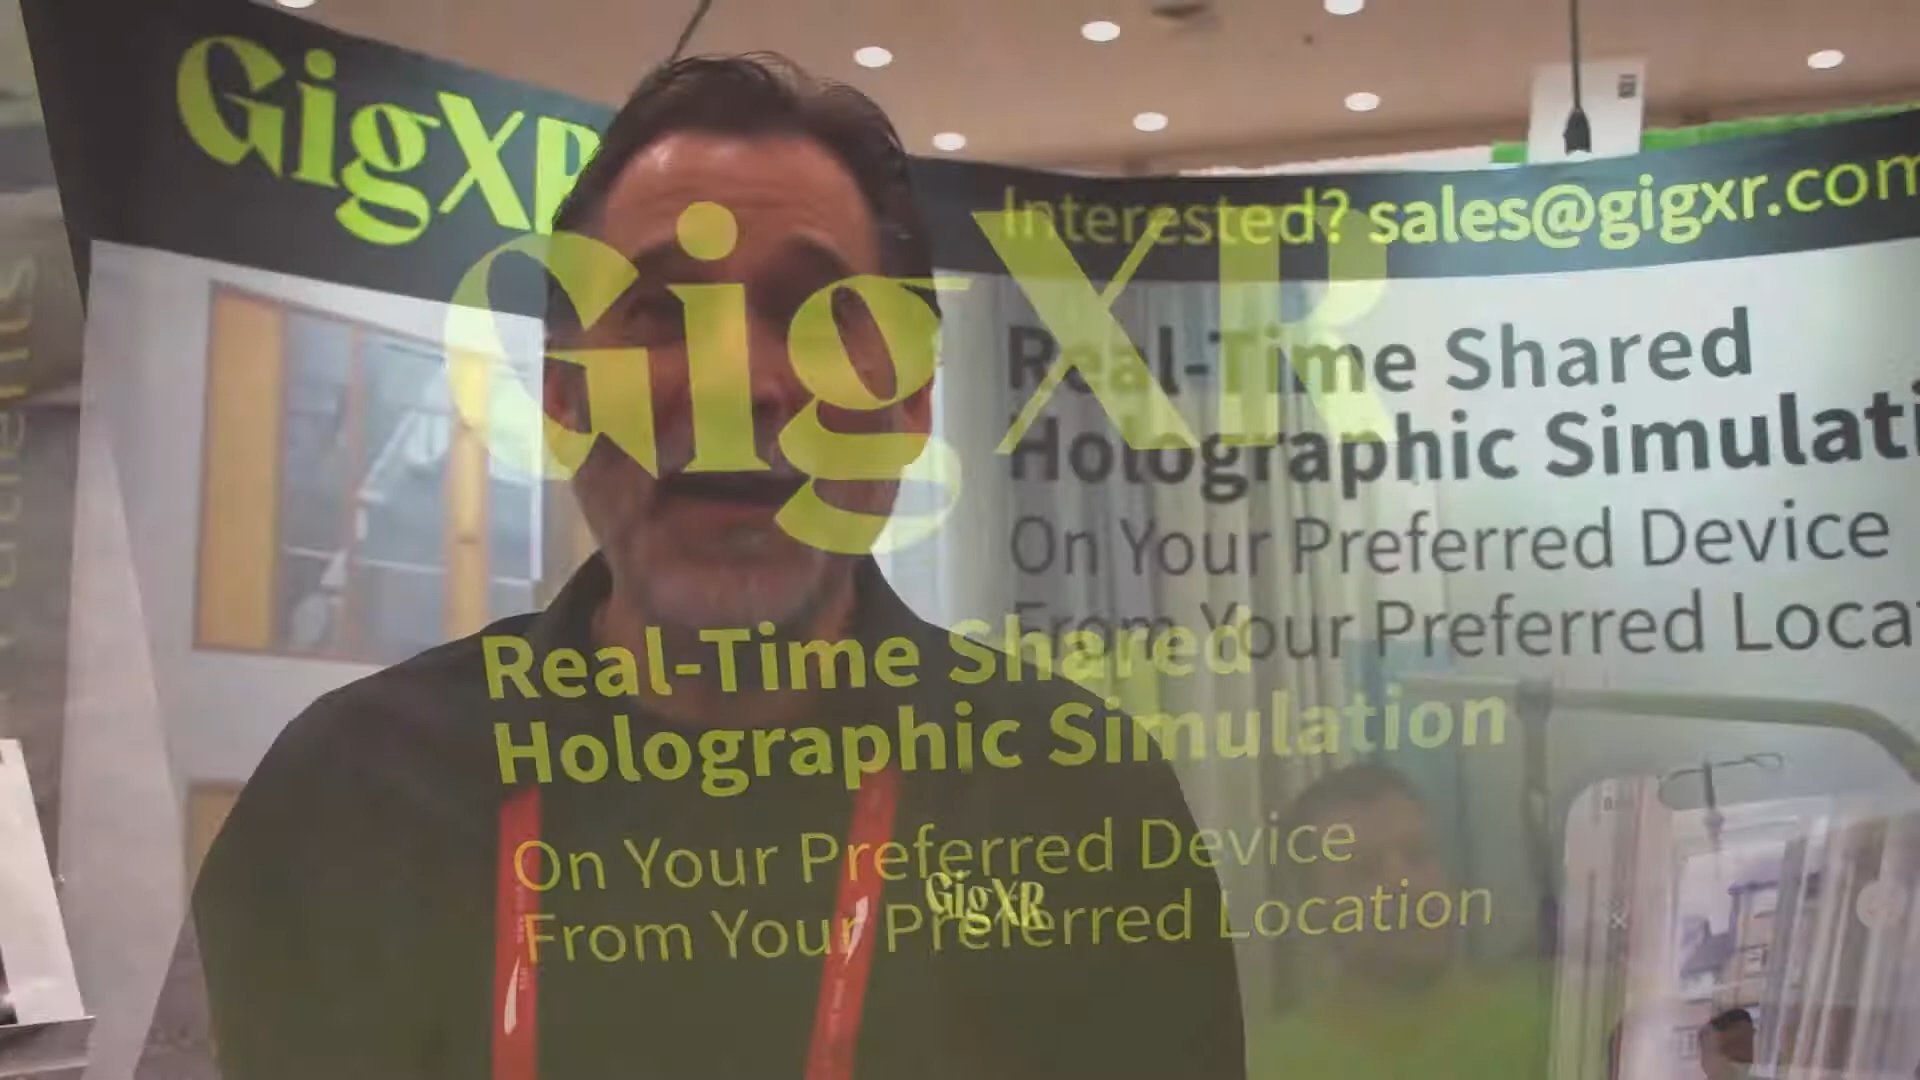 GigXR
Interested? sales@gigxr.com
GigXR
Real-Time Shared
Holographic Simulati
On Your Preferred Device
From Your Preferred Loca
Real-Time Shared
Holographic Simulation
On Your Preferred Device
From Your Preferred Location
GigXR